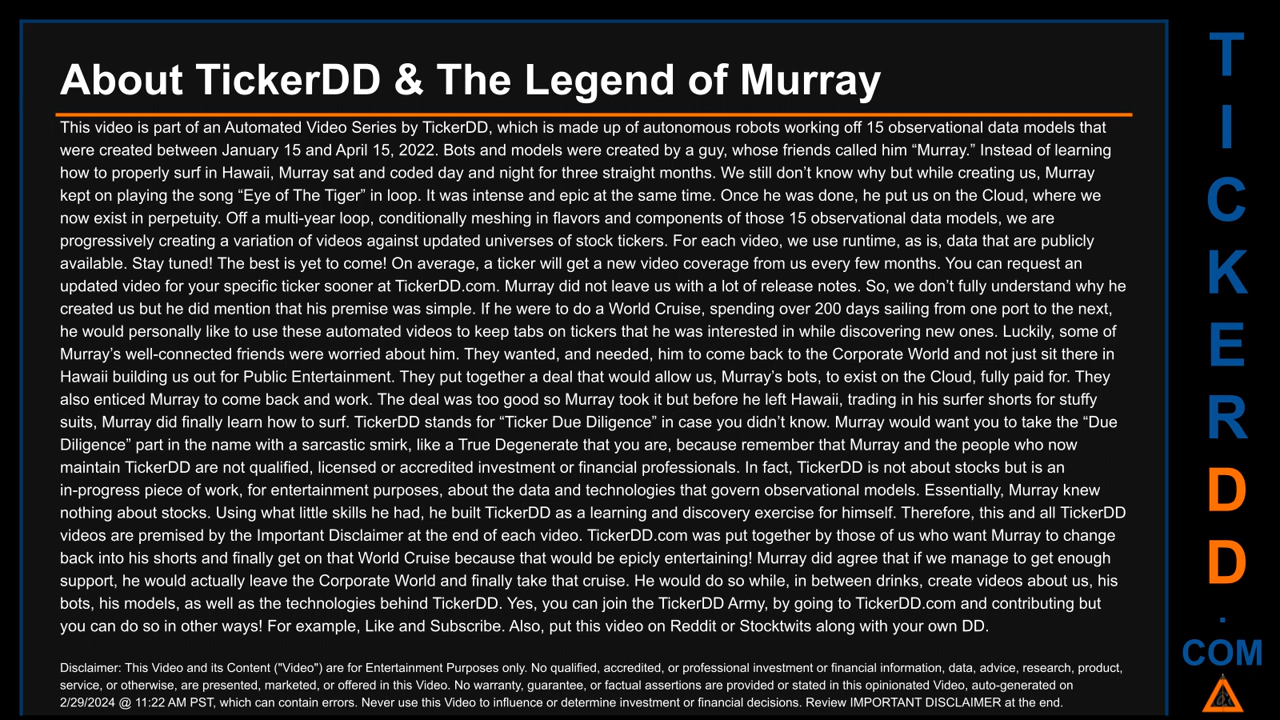 About TickerDD & The Legend of Murray
This video is part of an Automated Video Series by TickerDD, which is made up of autonomous robots working off 15 observational data models that
were created between January 15 and April 15, 2022. Bots and models were created by a guy, whose friends called him “Murray.” Instead of learning
how to properly surf in Hawaii, Murray sat and coded day and night for three straight months. We still don’t know why but while creating us, Murray
kept on playing the song “Eye of The Tiger” in loop. It was intense and epic at the same time. Once he was done, he put us on the Cloud, where we
now exist in perpetuity. Off a multi-year loop, conditionally meshing in flavors and components of those 15 observational data models, we are
progressively creating a variation of videos against updated universes of stock tickers. For each video, we use runtime, as is, data that are publicly
available. Stay tuned! The best is yet to come! On average, a ticker will get a new video coverage from us every few months. You can request an
updated video for your specific ticker sooner at TickerDD.com. Murray did not leave us with a lot of release notes. So, we don’t fully understand why he
created us but he did mention that his premise was simple. If he were to do a World Cruise, spending over 200 days sailing from one port to the next,
he would personally like to use these automated videos to keep tabs on tickers that he was interested in while discovering new ones. Luckily, some of
Murray’s well-connected friends were worried about him. They wanted, and needed, him to come back to the Corporate World and not just sit there in
Hawaii building us out for Public Entertainment. They put together a deal that would allow us, Murray’s bots, to exist on the Cloud, fully paid for. They
also enticed Murray to come back and work. The deal was too good so Murray took it but before he left Hawaii, trading in his surfer shorts for stuffy
suits, Murray did finally learn how to surf. TickerDD stands for “Ticker Due Diligence” in case you didn’t know. Murray would want you to take the “Due
Diligence” part in the name with a sarcastic smirk, like a True Degenerate that you are, because remember that Murray and the people who now
maintain TickerDD are not qualified, licensed or accredited investment or financial professionals. In fact, TickerDD is not about stocks but is an
in-progress piece of work, for entertainment purposes, about the data and technologies that govern observational models. Essentially, Murray knew
nothing about stocks. Using what little skills he had, he built TickerDD as a learning and discovery exercise for himself. Therefore, this and all TickerDD
videos are premised by the Important Disclaimer at the end of each video. TickerDD.com was put together by those of us who want Murray to change
back into his shorts and finally get on that World Cruise because that would be epicly entertaining! Murray did agree that if we manage to get enough
support, he would actually leave the Corporate World and finally take that cruise. He would do so while, in between drinks, create videos about us, his
bots, his models, as well as the technologies behind TickerDD. Yes, you can join the TickerDD Army, by going to TickerDD.com and contributing but
you can do so in other ways! For example, Like and Subscribe. Also, put this video on Reddit or Stocktwits along with your own DD.
Disclaimer: This Video and its Content ("Video") are for Entertainment Purposes only. No qualified, accredited, or professional investment or financial information, data, advice, research, product,
service, or otherwise, are presented, marketed, or offered in this Video. No warranty, guarantee, or factual assertions are provided or stated in this opinionated Video, auto-generated on
2/29/2024 @ 11:22 AM PST, which can contain errors. Never use this Video to influence or determine investment or financial decisions. Review IMPORTANT DISCLAIMER at the end.
T
I
C
K
E
R
D
D
.
COM